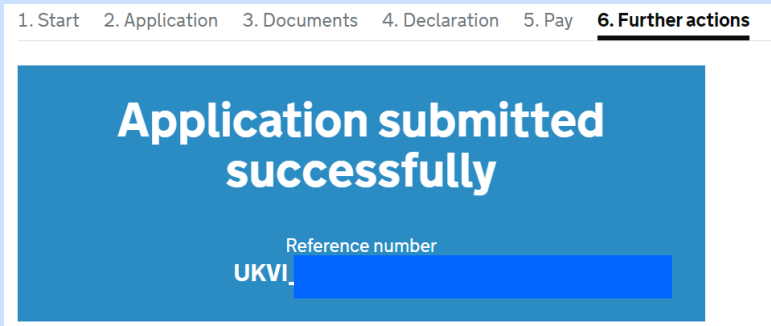 1. Start 2. Application 3. Documents 4. Declaration 5. Pay 6. Further actions
Application submitted
successfully
Reference number
UKVI_